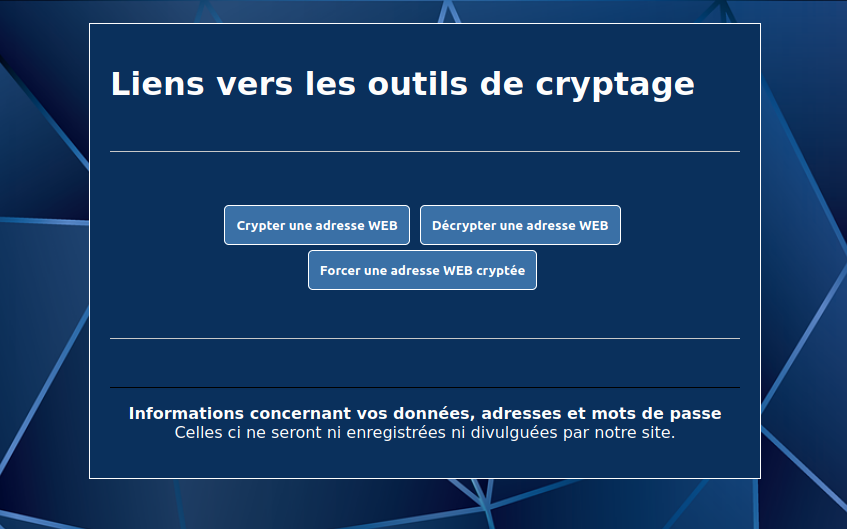 Liens vers les outils de cryptage
Crypter une adresse WEB
Décrypter une adresse WEB
Forcer une adresse WEB cryptée
Informations concernant vos données, adresses et mots de passe
Celles ci ne seront ni enregistrées ni divulguées par notre site.